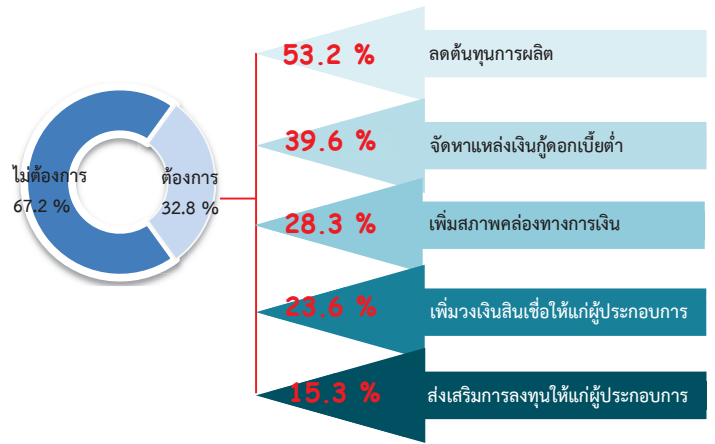 ไม่ต้องการ
67.2 %
ต้องการ
32.8 %
53.2 %
ลดต้นทุนการผลิต
39.6 %
จัดหาแหล่งเงินกู้ดอกเบี้ยต่ำ
28.3 %
เพิ่มสภาพคล่องทางการเงิน
23.6 %
เพิ่มวงเงินสินเชื่อให้แก่ผู้ประกอบการ
15.3 %
ส่งเสริมการลงทุนให้แก่ผู้ประกอบการ